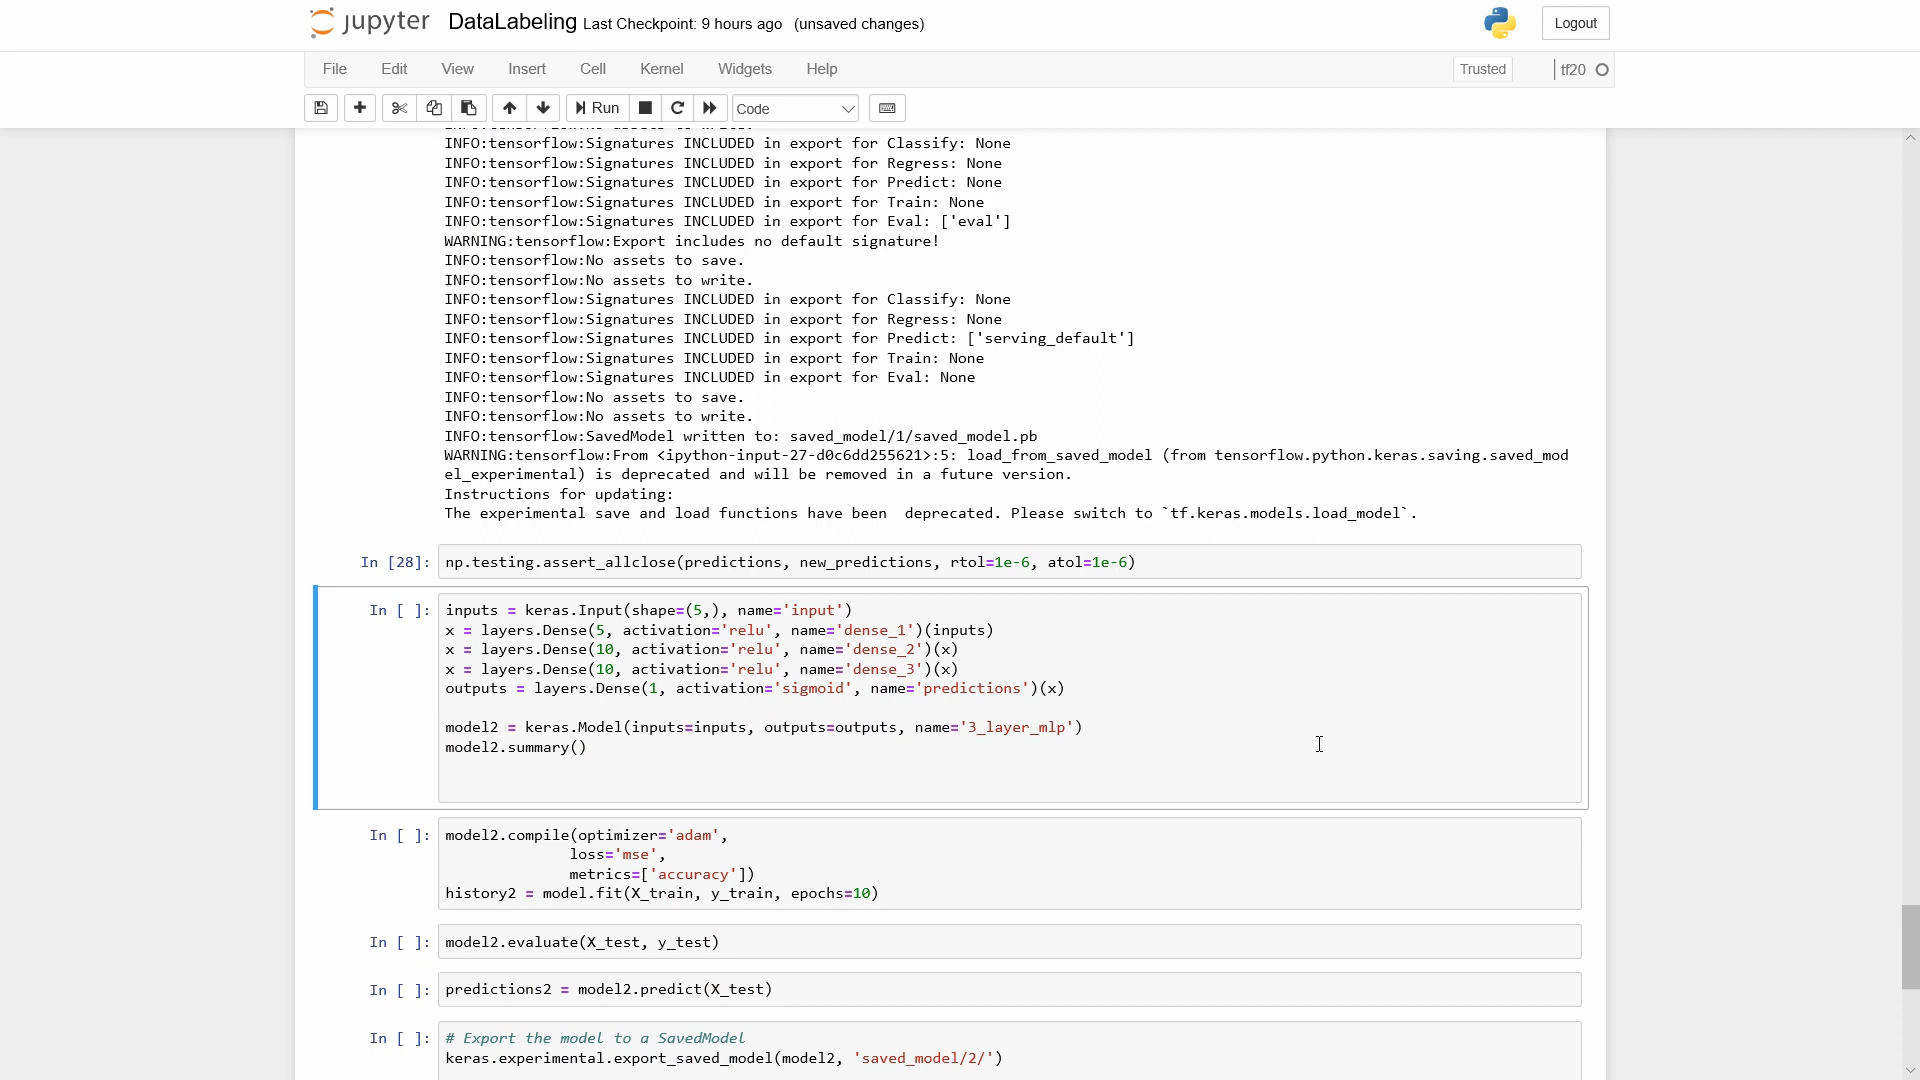 jupyter DataLabeling Last Checkpoint: 9 hours ago (unsaved changes) Logout
File Edit View Insert Cell Kernel Widgets Help Trusted tf20
Run Code
INFO:tensorflow:No assets to write.
INFO:tensorflow:Signatures INCLUDED in export for Classify: None
INFO:tensorflow:Signatures INCLUDED in export for Regress: None
INFO:tensorflow:Signatures INCLUDED in export for Predict: None
INFO:tensorflow:Signatures INCLUDED in export for Train: None
INFO:tensorflow:Signatures INCLUDED in export for Eval: ['eval']
WARNING:tensorflow:Export includes no default signature!
INFO:tensorflow:No assets to save.
INFO:tensorflow:No assets to write.
INFO:tensorflow:Signatures INCLUDED in export for Classify: None
INFO:tensorflow:Signatures INCLUDED in export for Regress: None
INFO:tensorflow:Signatures INCLUDED in export for Predict: ['serving_default']
INFO:tensorflow:Signatures INCLUDED in export for Train: None
INFO:tensorflow:Signatures INCLUDED in export for Eval: None
INFO:tensorflow:No assets to save.
INFO:tensorflow:No assets to write.
INFO:tensorflow:SavedModel written to: saved_model/1/saved_model.pb
WARNING:tensorflow:From <ipython-input-27-d0c6dd255621>:5: load_from_saved_model (from tensorflow.python.keras.saving.saved_mod
el_experimental) is deprecated and will be removed in a future version.
Instructions for updating:
The experimental save and load functions have been  deprecated. Please switch to `tf.keras.models.load_model`.
In [28]: np.testing.assert_allclose(predictions, new_predictions, rtol=1e-6, atol=1e-6)
In [ ]: inputs = keras.Input(shape=(5,), name='input')
x = layers.Dense(5, activation='relu', name='dense_1')(inputs)
x = layers.Dense(10, activation='relu', name='dense_2')(x)
x = layers.Dense(10, activation='relu', name='dense_3')(x)
outputs = layers.Dense(1, activation='sigmoid', name='predictions')(x)
model2 = keras.Model(inputs=inputs, outputs=outputs, name='3_layer_mlp')
model2.summary()
In [ ]: model2.compile(optimizer='adam',
loss='mse',
metrics=['accuracy'])
history2 = model.fit(X_train, y_train, epochs=10)
In [ ]: model2.evaluate(X_test, y_test)
In [ ]: predictions2 = model2.predict(X_test)
In [ ]: # Export the model to a SavedModel
keras.experimental.export_saved_model(model2, 'saved_model/2/')